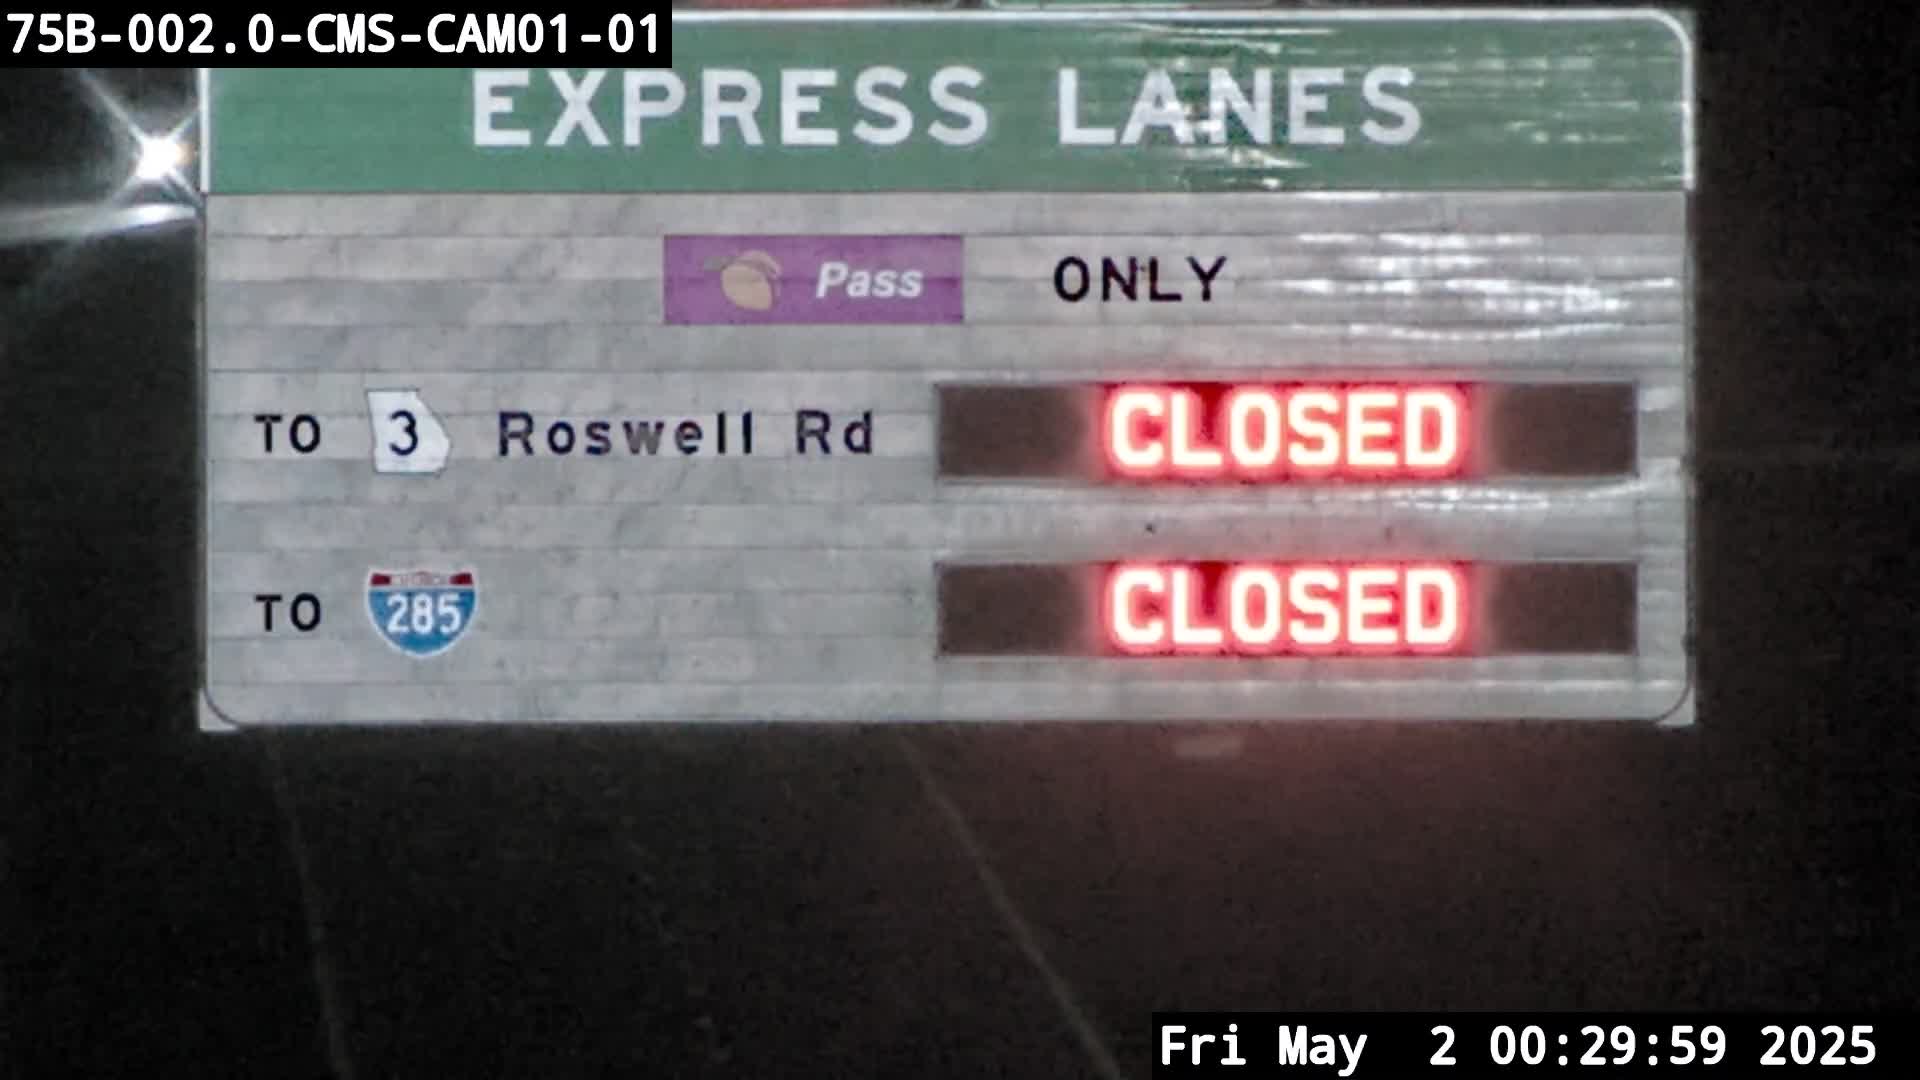 75B-002.0-CMS-CAM01-01
EXPRESS LANES
Pass ONLY
TO 3 Roswell Rd CLOSED
TO 285 CLOSED
Fri May 2 00:29:59 2025